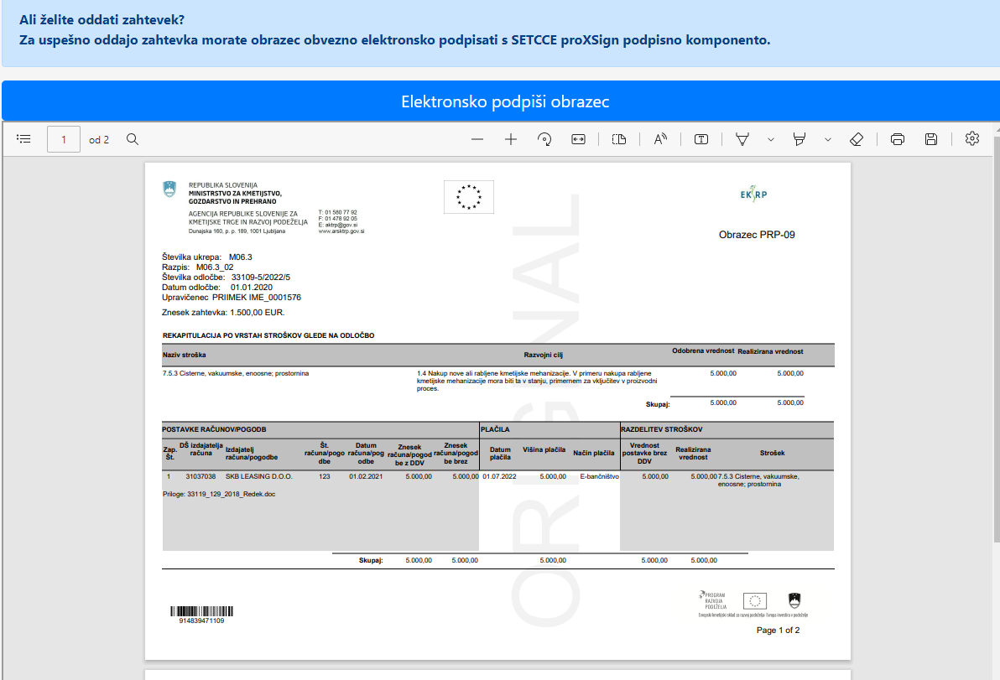 Ali želite oddati zahtevek?
Za uspešno oddajo zahtevka morate obrazec obvezno elektronsko podpisati s SETCCE proXSign podpisno komponento.
Elektronsko podpiši obrazec
1 od 2
REPUBLIKA SLOVENIJA
MINISTRSTVO ZA KMETIJSTVO,
GOZDARSTVO IN PREHRANO
AGENCIJA REPUBLIKE SLOVENIJE ZA
KMETIJSKE TRGE IN RAZVOJ PODEŽELJA
Dunajska 160, p. p. 189, 1001 Ljubljana
T: 01 580 77 92
F: 01 478 92 05
E: aktrp@gov.si
www.arsktrp.gov.si
EKSRP
Obrazec PRP-09
ORIGINAL
Številka ukrepa: M06.3
Razpis: M06.3_02
Številka odločbe: 33109-5/2022/5
Datum odločbe: 01.01.2020
Upravičenec PRIIMEK IME_0001576
Znesek zahtevka: 1.500,00 EUR.
REKAPITULACIJA PO VRSTAH STROŠKOV GLEDE NA ODLOČBO
Naziv stroška Razvojni cilj Odobrena vrednost Realizirana vrednost
7.5.3 Cisterne, vakuumske, enoosne; prostornina 1.4 Nakup nove ali rabljene kmetijske mehanizacije. V primeru nakupa rabljene 5.000,00 5.000,00
kmetijske mehanizacije mora biti ta v stanju, primernem za vključitev v proizvodni
proces.
Skupaj: 5.000,00 5.000,00
POSTAVKE RAČUNOV/POGODB PLAČILA RAZDELITEV STROŠKOV
Zap. Št. DŠ izdajatelja računa Izdajatelj računa/pogodbe Št. računa/pogo dbe Datum računa/pog odbe Znesek računa/pogod be z DDV Znesek računa/pogod be brez Datum plačila Višina plačila Način plačila Vrednost postavke brez DDV Realizirana vrednost Strošek
1 31037038 SKB LEASING D.O.O. 123 01.02.2021 5.000,00 5.000,00 01.07.2022 5.000,00 E-bančništvo 5.000,00 5.000,00 7.5.3 Cisterne, vakuumske,
enoosne; prostornina
Priloge: 33119_129_2018_Redek.doc
Skupaj: 5.000,00 5.000,00 5.000,00 5.000,00 5.000,00
914839471109
PROGRAM
RAZVOJA
PODEŽELJA
Evropski kmetijski sklad za razvoj podeželja: Evropa investira v podeželje
Page 1 of 2